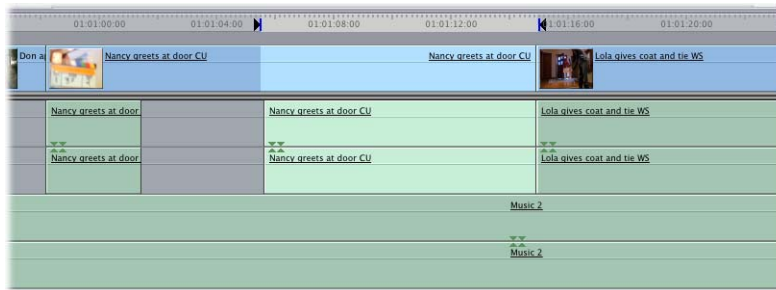 01:01:00:00 01:01:04:00 01:01:08:00 01:01:12:00 01:01:16:00 01:01:20:00
Don a Nancy greets at door CU Nancy greets at door CU Lola gives coat and tie WS
Nancy greets at door Nancy greets at door CU Lola gives coat and tie WS
Nancy greets at door Nancy greets at door CU Lola gives coat and tie WS
Music 2
Music 2